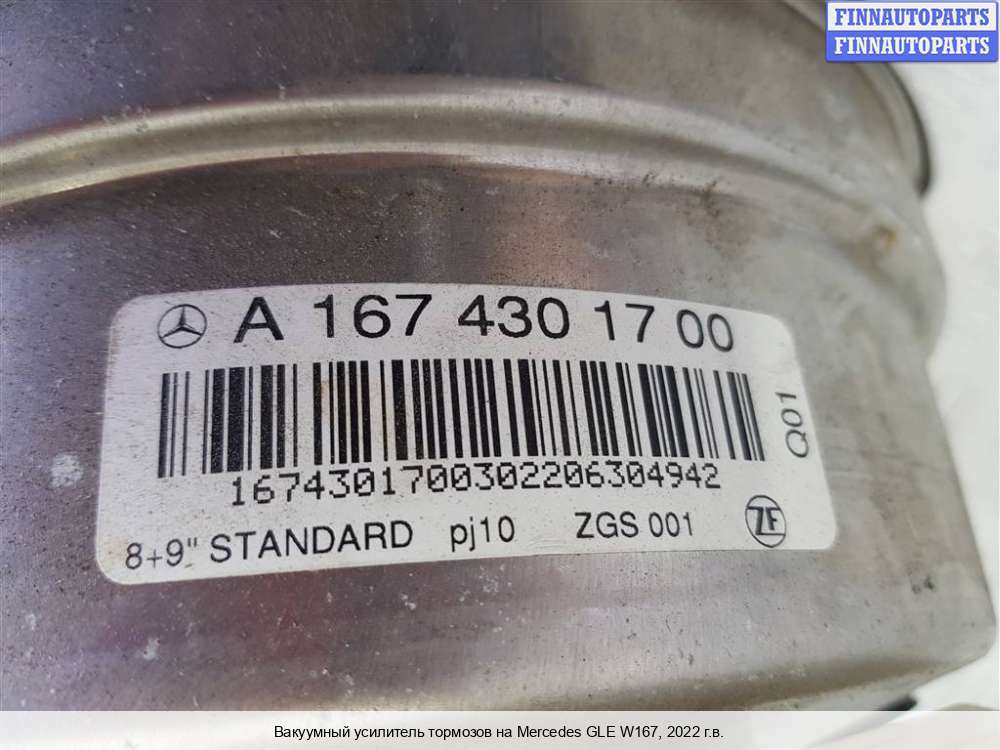 FINNAUTOPARTS
FINNAUTOPARTS
A 167 430 17 00
Q01
1674301700302206304942
8+9" STANDARD pj10 ZGS 001 ZF
Вакуумный усилитель тормозов на Mercedes GLE W167, 2022 г.в.